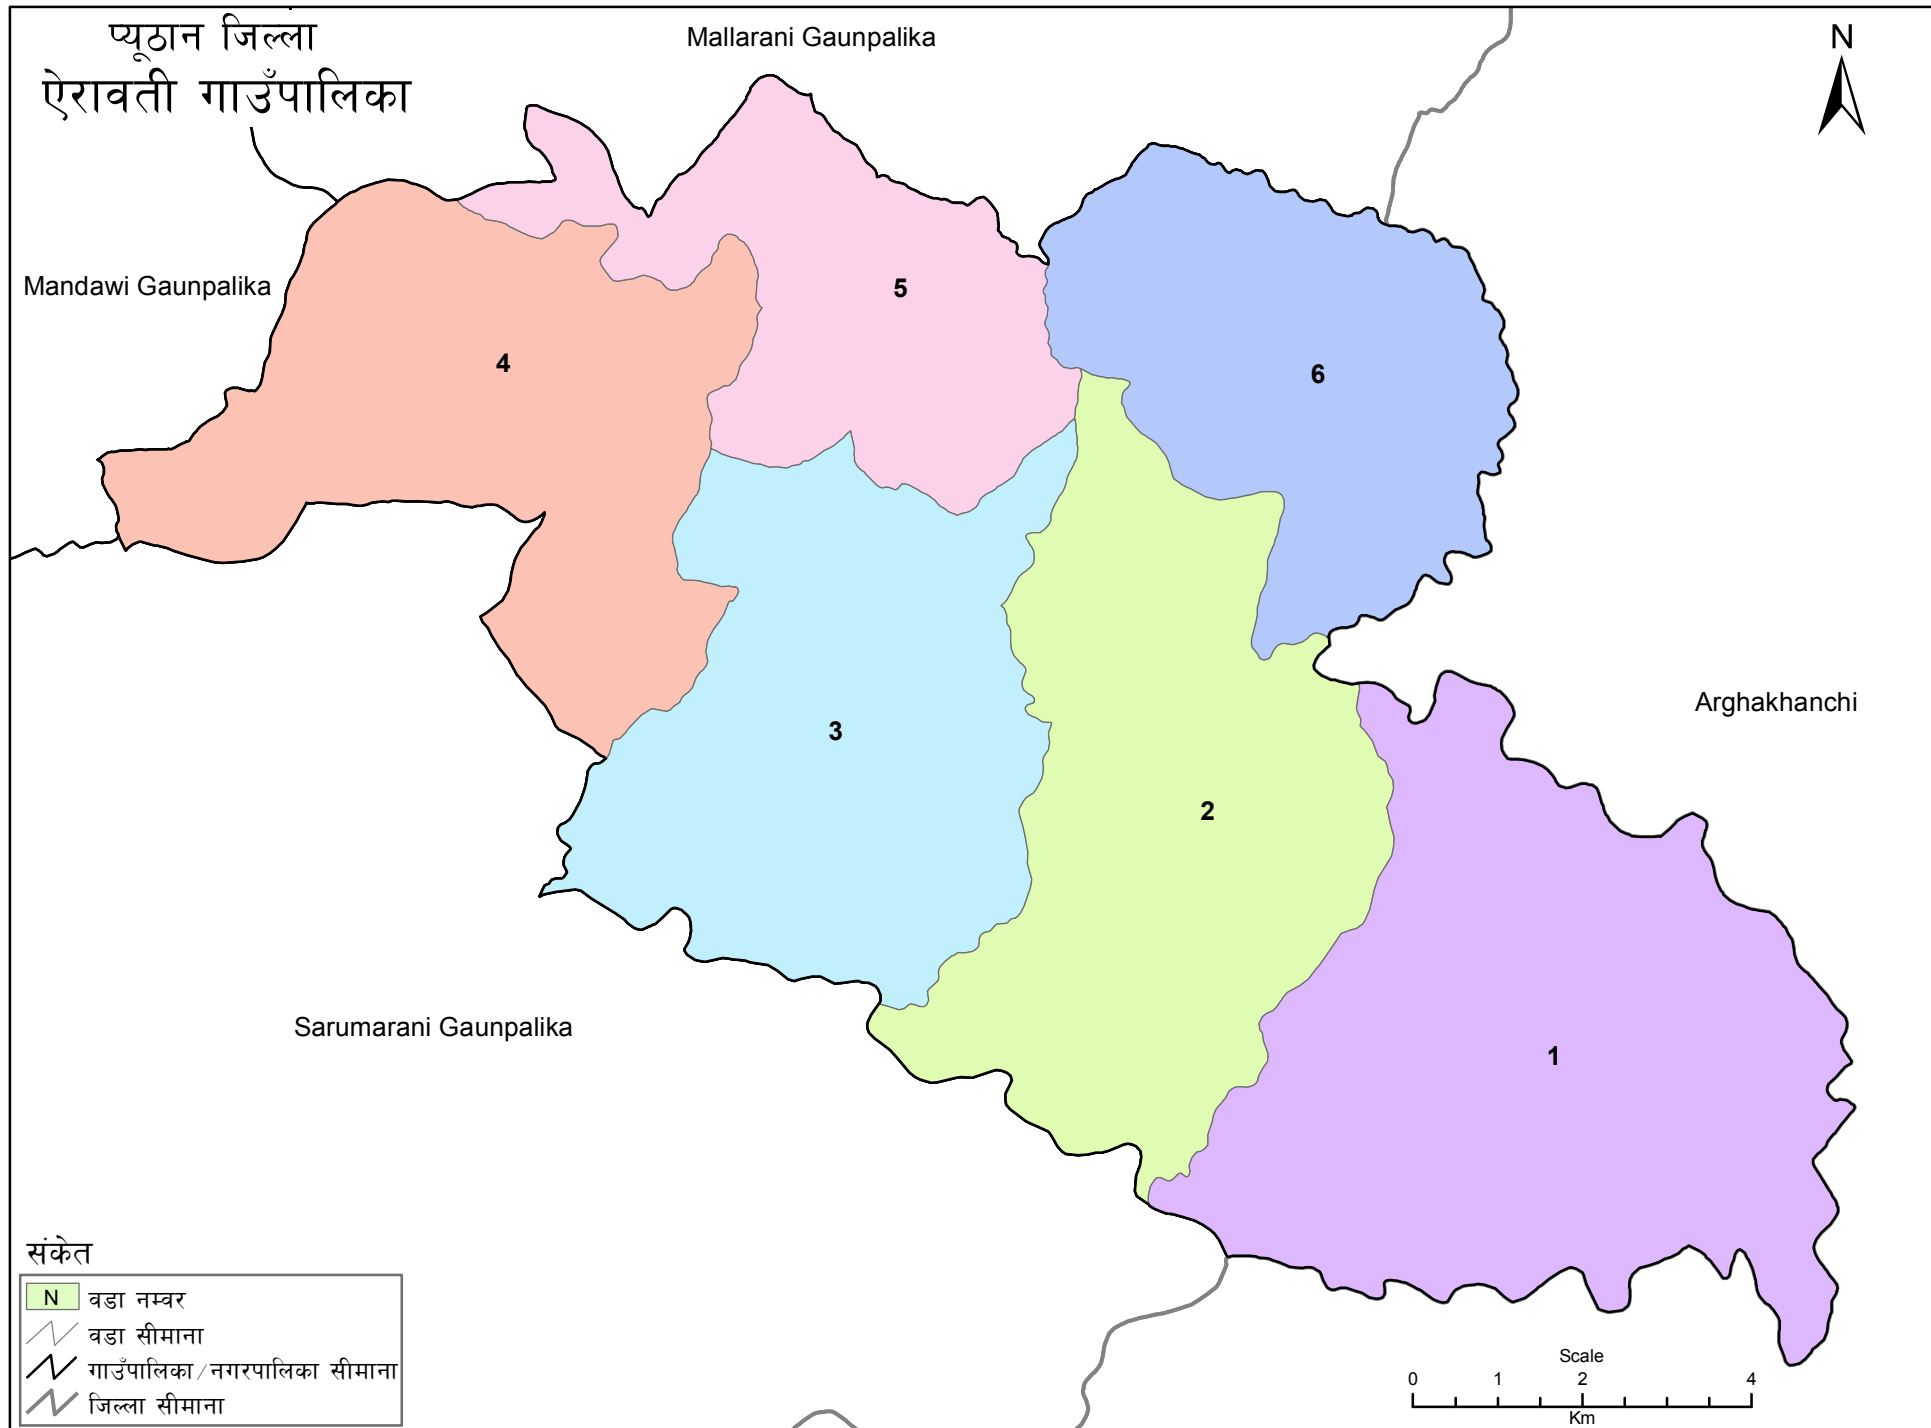 प्यूठान जिल्ला
ऐरावती गाउँपालिका
Mallarani Gaunpalika
N
Mandawi Gaunpalika
5
4
6
Arghakhanchi
3
2
Sarumarani Gaunpalika
1
संकेत
N वडा नम्वर
वडा सीमाना
गाउँपालिका/नगरपालिका सीमाना
जिल्ला सीमाना
Scale
0 1 2 4
Km